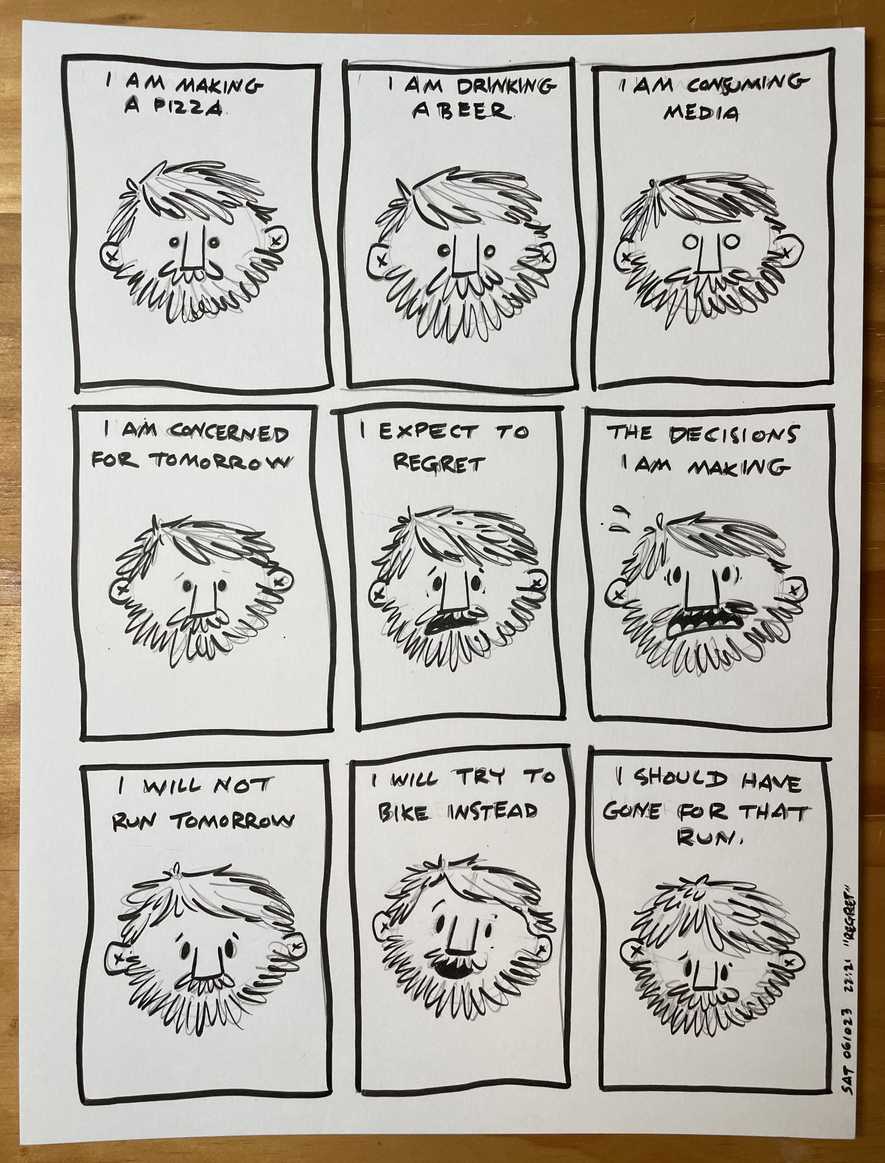 I AM MAKING
A PIZZA.
I AM DRINKING
A BEER.
I AM CONSUMING
MEDIA
I AM CONCERNED
FOR TOMORROW
I EXPECT TO
REGRET
THE DECISIONS
I AM MAKING
I WILL NOT
RUN TOMORROW
I WILL TRY TO
BIKE INSTEAD
I SHOULD HAVE
GONE FOR THAT
RUN.
SAT 061023 22:21 "REGRET"